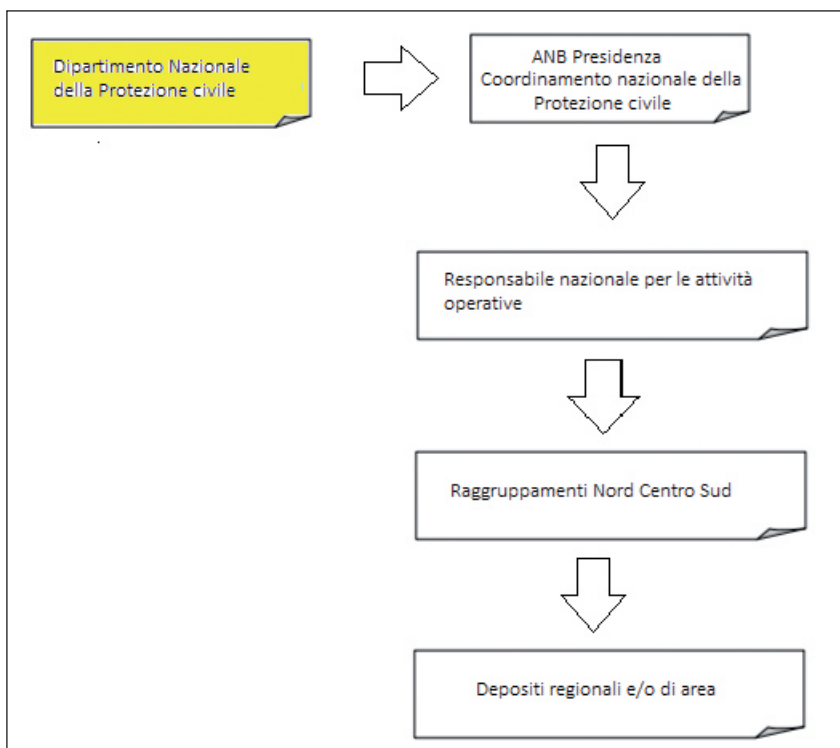 Dipartimento Nazionale
della Protezione civile
ANB Presidenza
Coordinamento nazionale della
Protezione civile
Responsabile nazionale per le attività
operative
Raggruppamenti Nord Centro Sud
Depositi regionali e/o di area